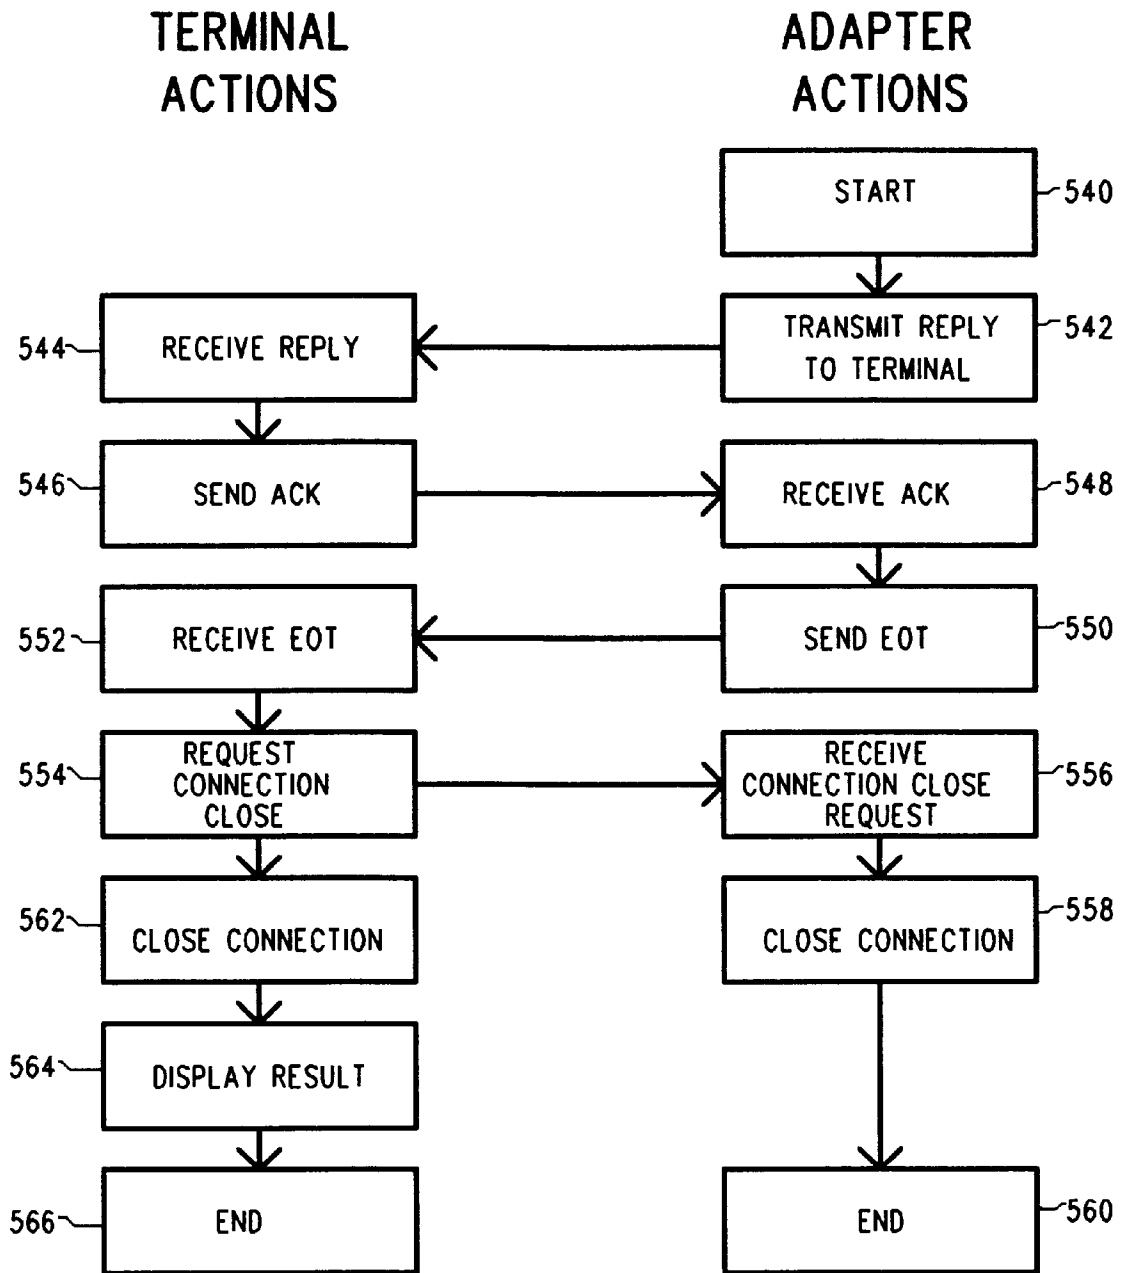 TERMINAL
ACTIONS
ADAPTER
ACTIONS
START
540
TRANSMIT REPLY
TO TERMINAL
542
544
RECEIVE REPLY
546
SEND ACK
RECEIVE ACK
548
552
RECEIVE EOT
SEND EOT
550
554
REQUEST
CONNECTION
CLOSE
RECEIVE
CONNECTION CLOSE
REQUEST
556
562
CLOSE CONNECTION
CLOSE CONNECTION
558
564
DISPLAY RESULT
566
END
END
560